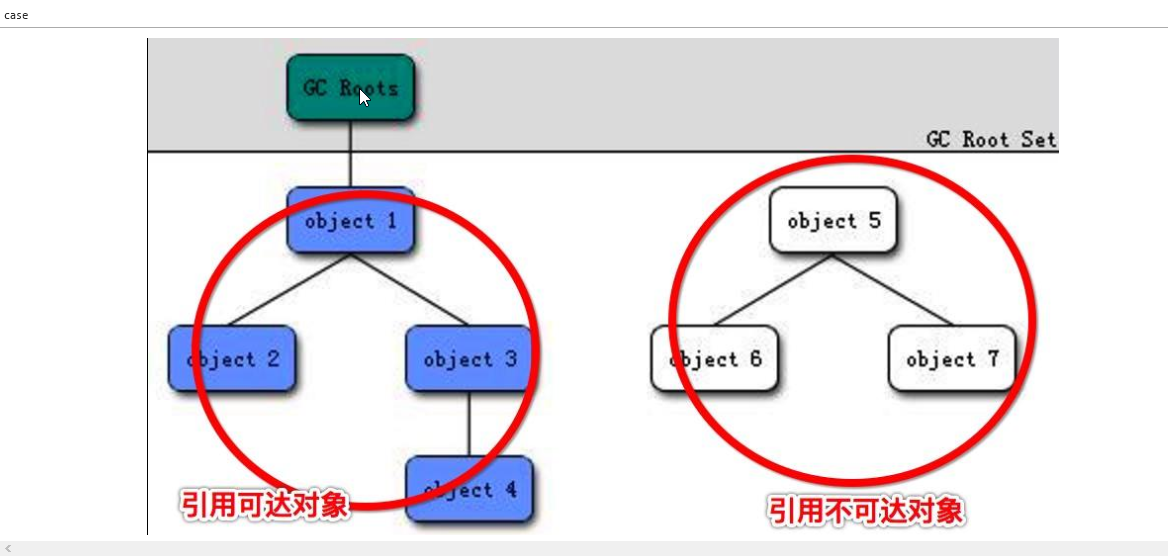 case
GC Roots
GC Root Set
object 1
object 5
object 2
object 3
object 6
object 7
object 4
引用可达对象
引用不可达对象